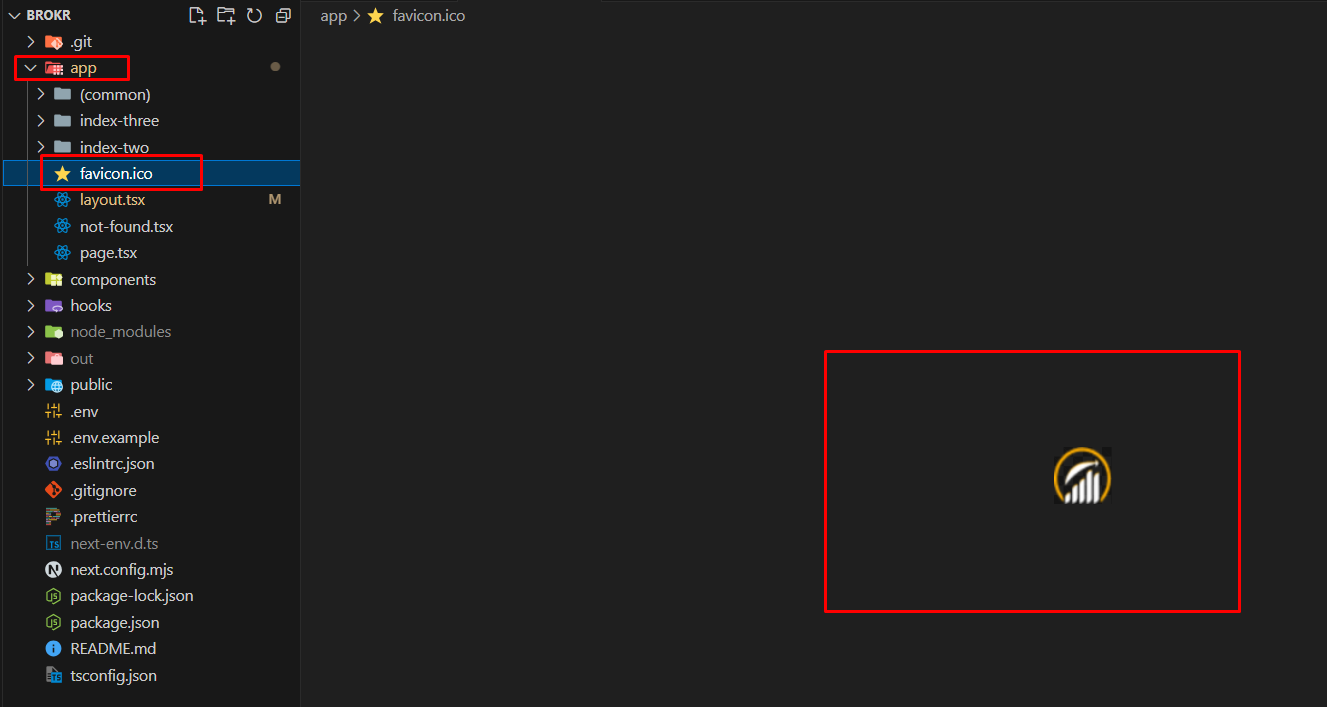 BROKR
app > favicon.ico
.git
app
(common)
index-three
index-two
favicon.ico
layout.tsx M
not-found.tsx
page.tsx
components
hooks
node_modules
out
public
.env
.env.example
.eslintrc.json
.gitignore
.prettierrc
next-env.d.ts
next.config.mjs
package-lock.json
package.json
README.md
tsconfig.json